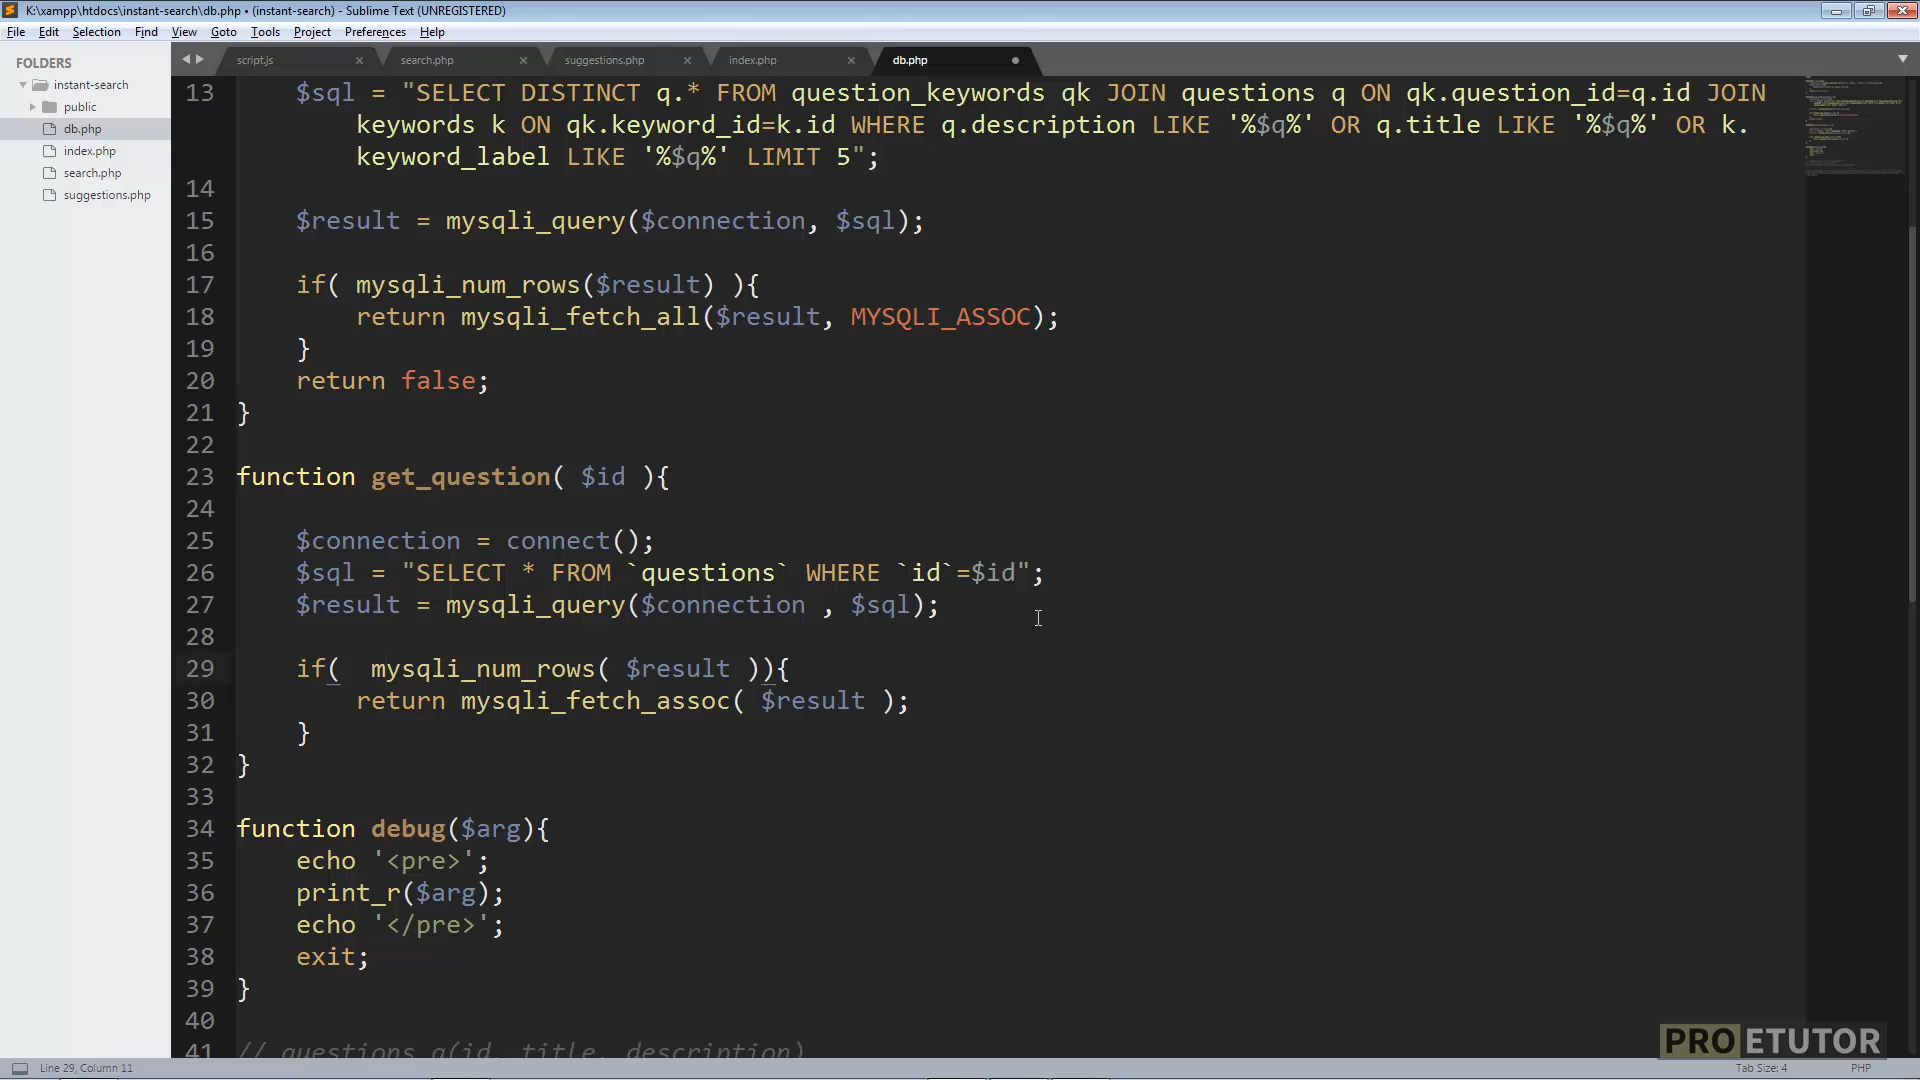 K:\xampp\htdocs\instant-search\db.php • (instant-search) - Sublime Text (UNREGISTERED)
File Edit Selection Find View Goto Tools Project Preferences Help
FOLDERS
instant-search
public
db.php
index.php
search.php
suggestions.php
script.js search.php suggestions.php index.php db.php
13 $sql = "SELECT DISTINCT q.* FROM question_keywords qk JOIN questions q ON qk.question_id=q.id JOIN
keywords k ON qk.keyword_id=k.id WHERE q.description LIKE '%$q%' OR q.title LIKE '%$q%' OR k.
keyword_label LIKE '%$q%' LIMIT 5";
14
15 $result = mysqli_query($connection, $sql);
16
17 if( mysqli_num_rows($result) ){
18 return mysqli_fetch_all($result, MYSQLI_ASSOC);
19 }
20 return false;
21 }
22
23 function get_question( $id ){
24
25 $connection = connect();
26 $sql = "SELECT * FROM `questions` WHERE `id`=$id";
27 $result = mysqli_query($connection , $sql);
28
29 if(  mysqli_num_rows( $result )){
30 return mysqli_fetch_assoc( $result );
31 }
32 }
33
34 function debug($arg){
35 echo '<pre>';
36 print_r($arg);
37 echo '</pre>';
38 exit;
39 }
40
41 // questions q(id, title, description)
PROETUTOR
Line 29, Column 11
Tab Size: 4
PHP